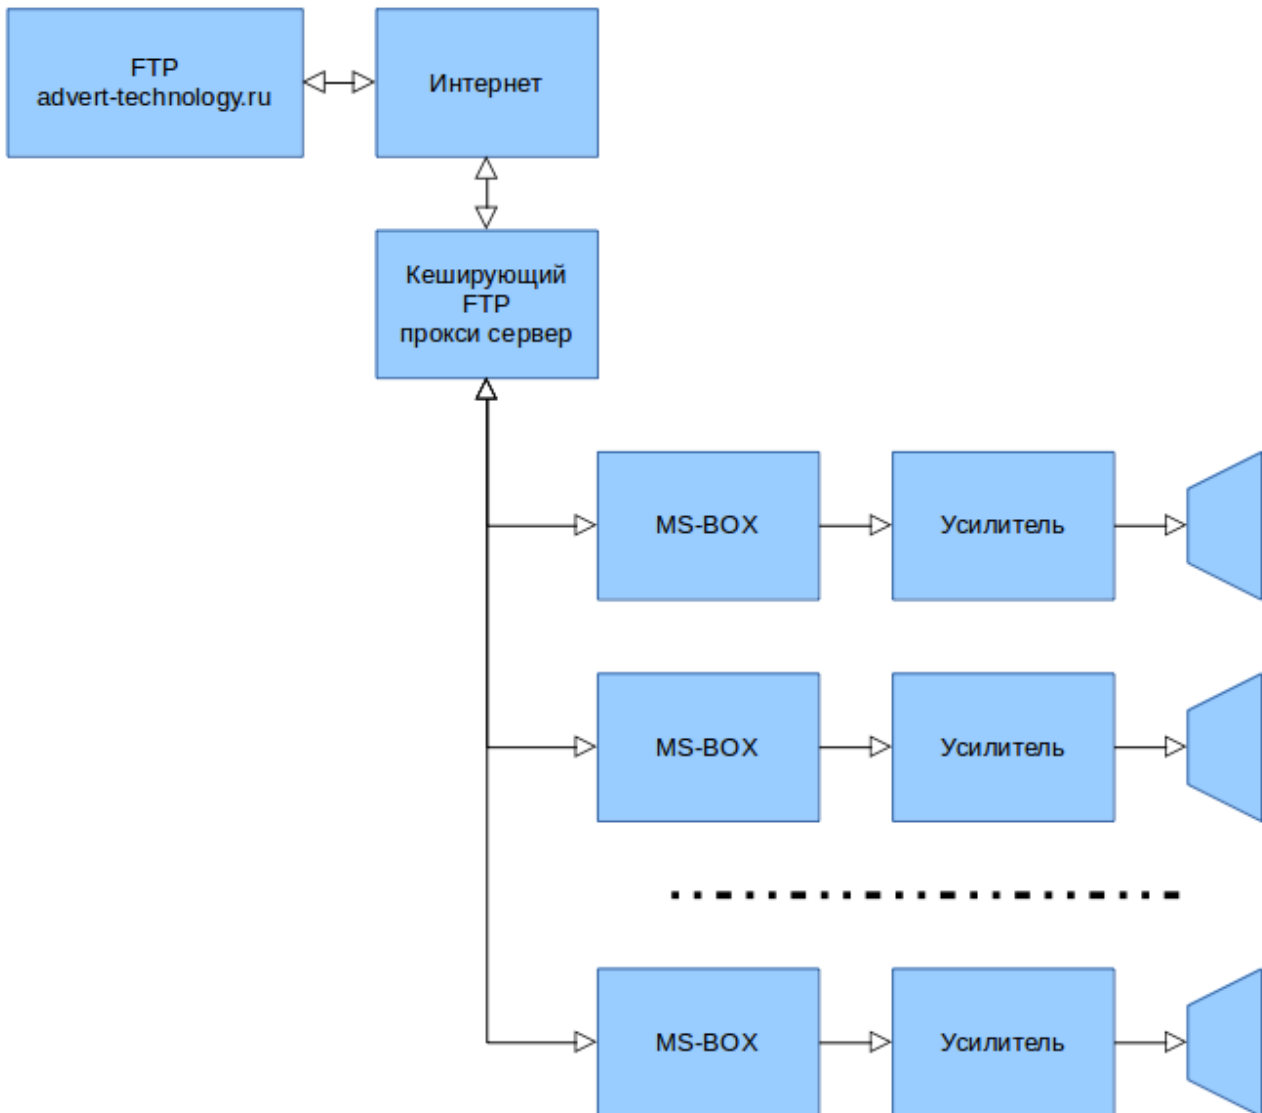 FTP
advert-technology.ru
Интернет
Кеширующий
FTP
прокси сервер
MS-BOX
Усилитель
MS-BOX
Усилитель
MS-BOX
Усилитель